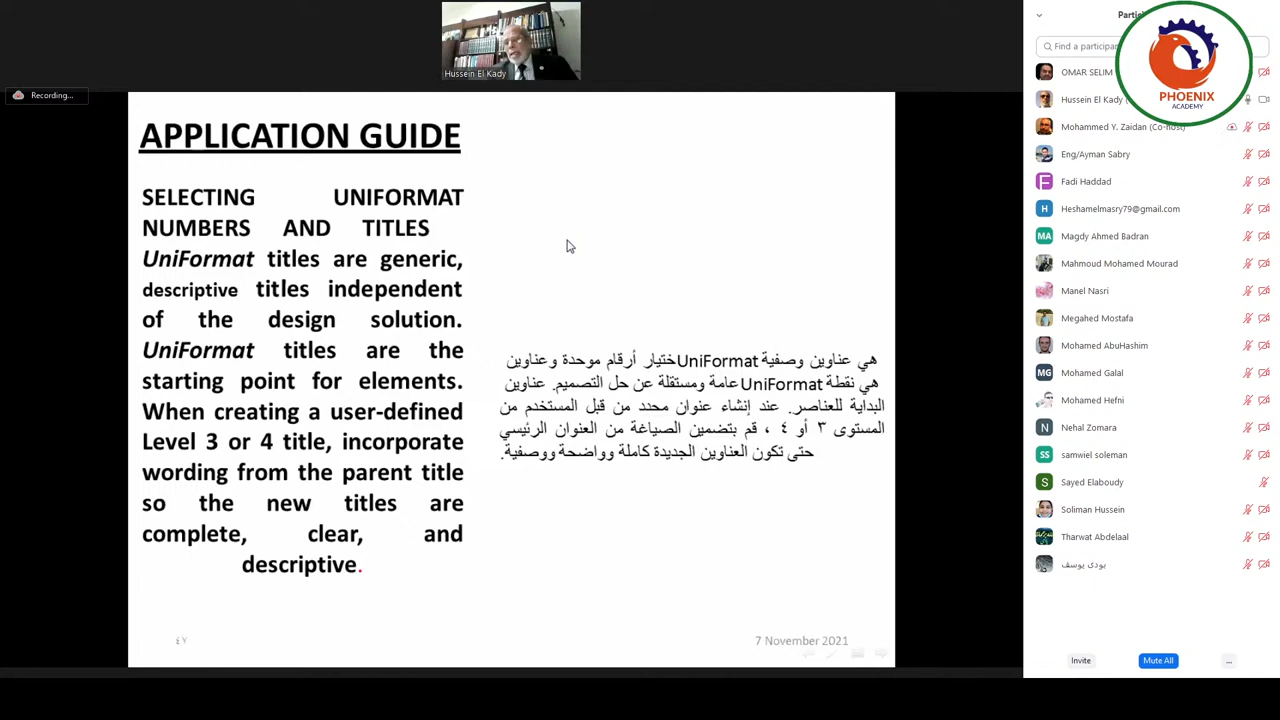 Hussein El Kady
Recording...
APPLICATION GUIDE
SELECTING UNIFORMAT
NUMBERS AND TITLES
UniFormat titles are generic,
descriptive titles independent
of the design solution.
UniFormat titles are the
starting point for elements.
When creating a user-defined
Level 3 or 4 title, incorporate
wording from the parent title
so the new titles are
complete, clear, and
descriptive.
هي عناوين وصفية UniFormatختيار أرقام موحدة وعناوين
هي نقطة UniFormatعامة ومستقلة عن حل التصميم. عناوين
البداية للعناصر. عند إنشاء عنوان محدد من قبل المستخدم من
المستوى ٣ أو ٤ ، قم بتضمين الصياغة من العنوان الرئيسي
حتى تكون العناوين الجديدة كاملة وواضحة ووصفية.
٤٧
7 November 2021
Find a participa
PHOENIX
ACADEMY
OMAR SELIM
Hussein El Kady
Mohammed Y. Zaidan (Co-host)
Eng/Ayman Sabry
F Fadi Haddad
H Heshamelmasry79@gmail.com
MA Magdy Ahmed Badran
Mahmoud Mohamed Mourad
Manel Nasri
Megahed Mostafa
Mohamed AbuHashim
MG Mohamed Galal
Mohamed Hefni
Nehal Zomara
SS samwiel soleman
S Sayed Elaboudy
Soliman Hussein
Tharwat Abdelaal
يودى يوسف
Invite
Mute All
...